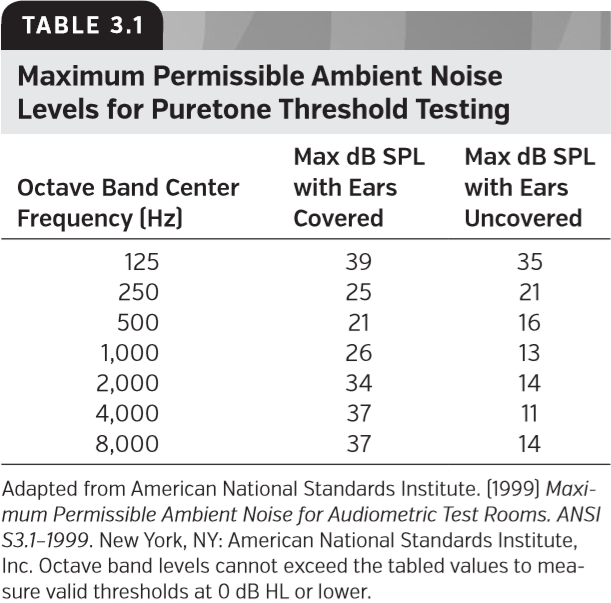 TABLE 3.1
Maximum Permissible Ambient Noise
Levels for Puretone Threshold Testing
Octave Band Center Frequency (Hz) Max dB SPL with Ears Covered Max dB SPL with Ears Uncovered
125 39 35
250 25 21
500 21 16
1,000 26 13
2,000 34 14
4,000 37 11
8,000 37 14
Adapted from American National Standards Institute. (1999) Maxi-
mum Permissible Ambient Noise for Audiometric Test Rooms. ANSI
S3.1–1999. New York, NY: American National Standards Institute,
Inc. Octave band levels cannot exceed the tabled values to mea-
sure valid thresholds at 0 dB HL or lower.